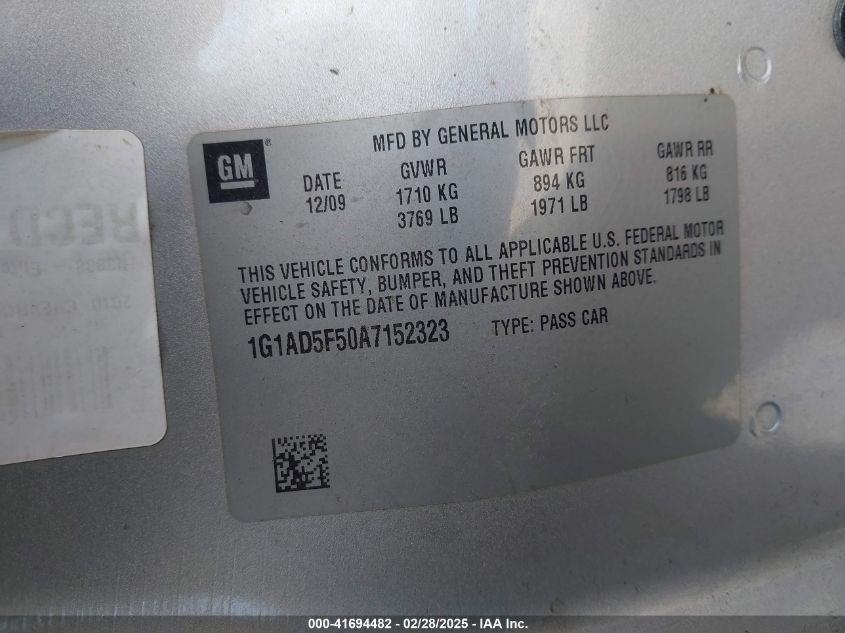 GM
MFD BY GENERAL MOTORS LLC
DATE GVWR GAWR FRT GAWR RR
12/09 1710 KG 894 KG 816 KG
3769 LB 1971 LB 1798 LB
THIS VEHICLE CONFORMS TO ALL APPLICABLE U.S. FEDERAL MOTOR
VEHICLE SAFETY, BUMPER, AND THEFT PREVENTION STANDARDS IN
EFFECT ON THE DATE OF MANUFACTURE SHOWN ABOVE.
1G1AD5F50A7152323 TYPE: PASS CAR
RECD
2010
000-41694482 - 02/28/2025 - IAA Inc.